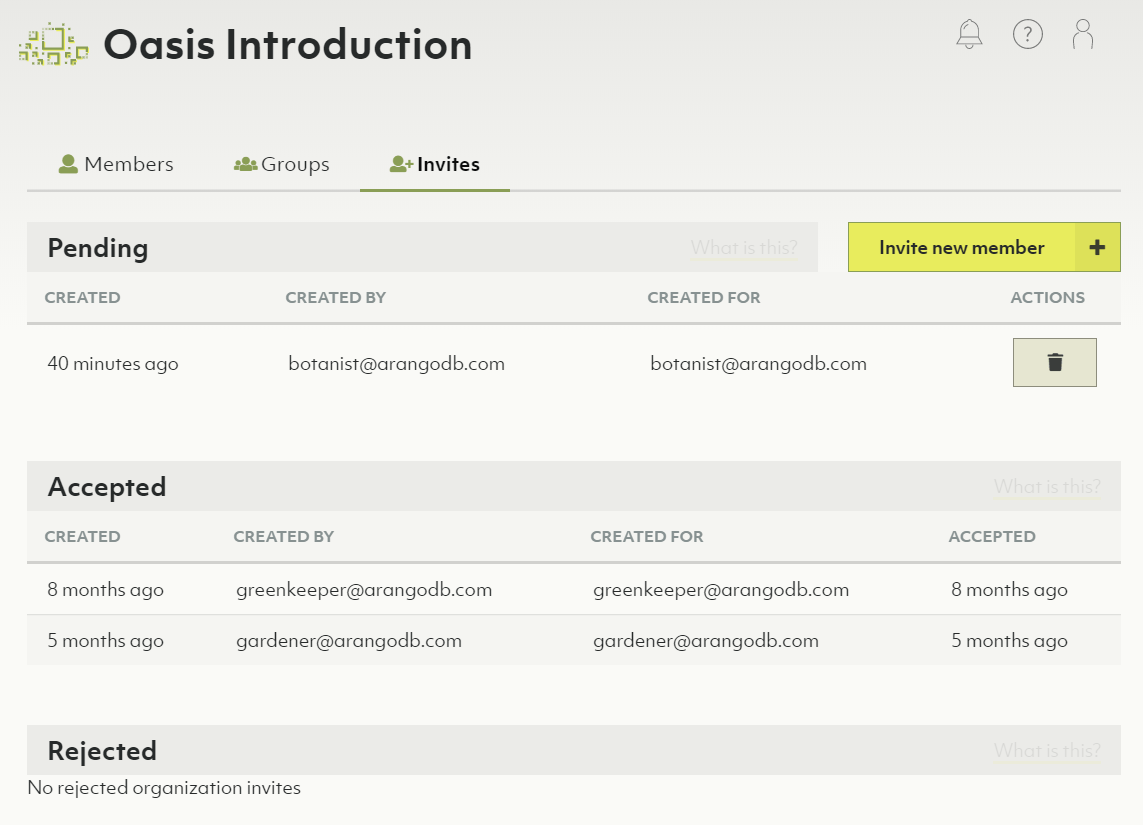 Oasis Introduction
?
Members Groups Invites
Pending What is this? Invite new member +
CREATED CREATED BY CREATED FOR ACTIONS
40 minutes ago botanist@arangodb.com botanist@arangodb.com
Accepted What is this?
CREATED CREATED BY CREATED FOR ACCEPTED
8 months ago greenkeeper@arangodb.com greenkeeper@arangodb.com 8 months ago
5 months ago gardener@arangodb.com gardener@arangodb.com 5 months ago
Rejected What is this?
No rejected organization invites